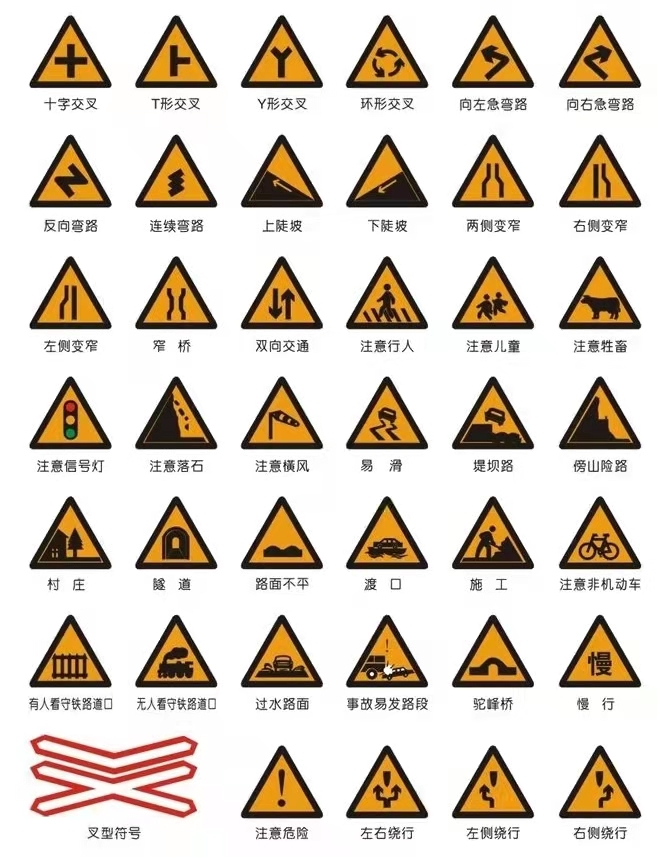 十字交叉 T形交叉 Y形交叉 环形交叉 向左急弯路 向右急弯路
反向弯路 连续弯路 上陡坡 下陡坡 两侧变窄 右侧变窄
左侧变窄 窄 桥 双向交通 注意行人 注意儿童 注意牲畜
注意信号灯 注意落石 注意横风 易 滑 堤坝路 傍山险路
村 庄 隧 道 路面不平 渡 口 施 工 注意非机动车
有人看守铁路道口 无人看守铁路道口 过水路面 事故易发路段 驼峰桥 慢 行
慢
叉型符号 注意危险 左右绕行 左侧绕行 右侧绕行